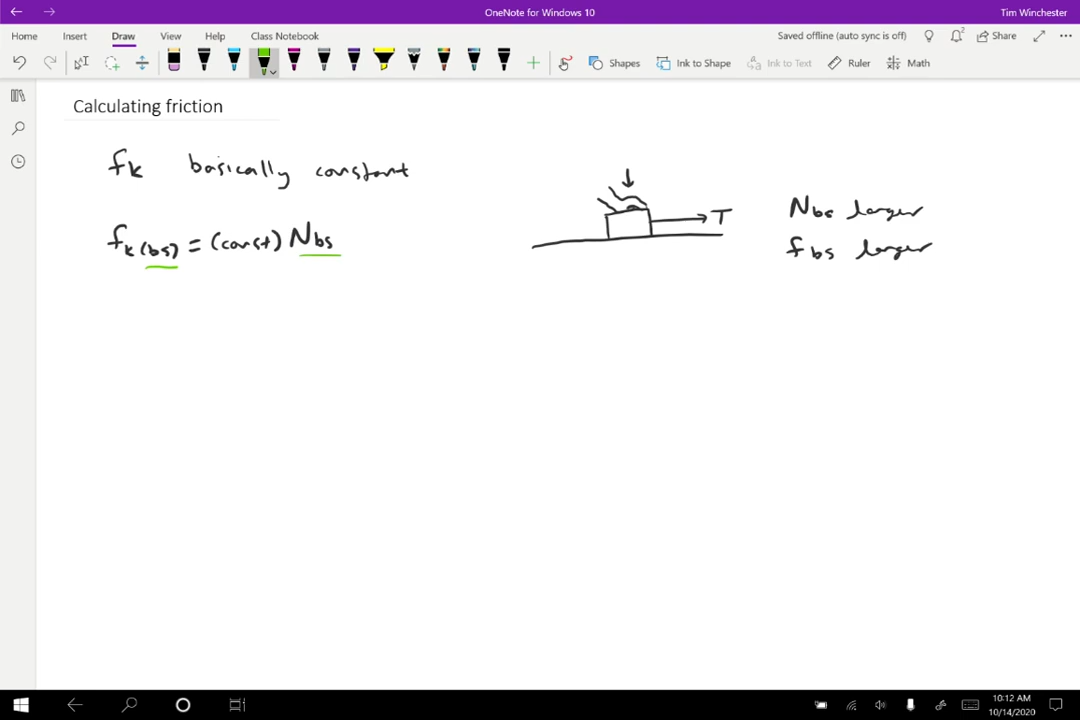 OneNote for Windows 10
Tim Winchester
Home Insert Draw View Help Class Notebook
Saved offline (auto sync is off) Share
Shapes Ink to Shape Ink to Text Ruler Math
Calculating friction
fk basically constant
fk(bs) = (const) Nbs
T
Nbs larger
fbs larger
10:12 AM
10/14/2020